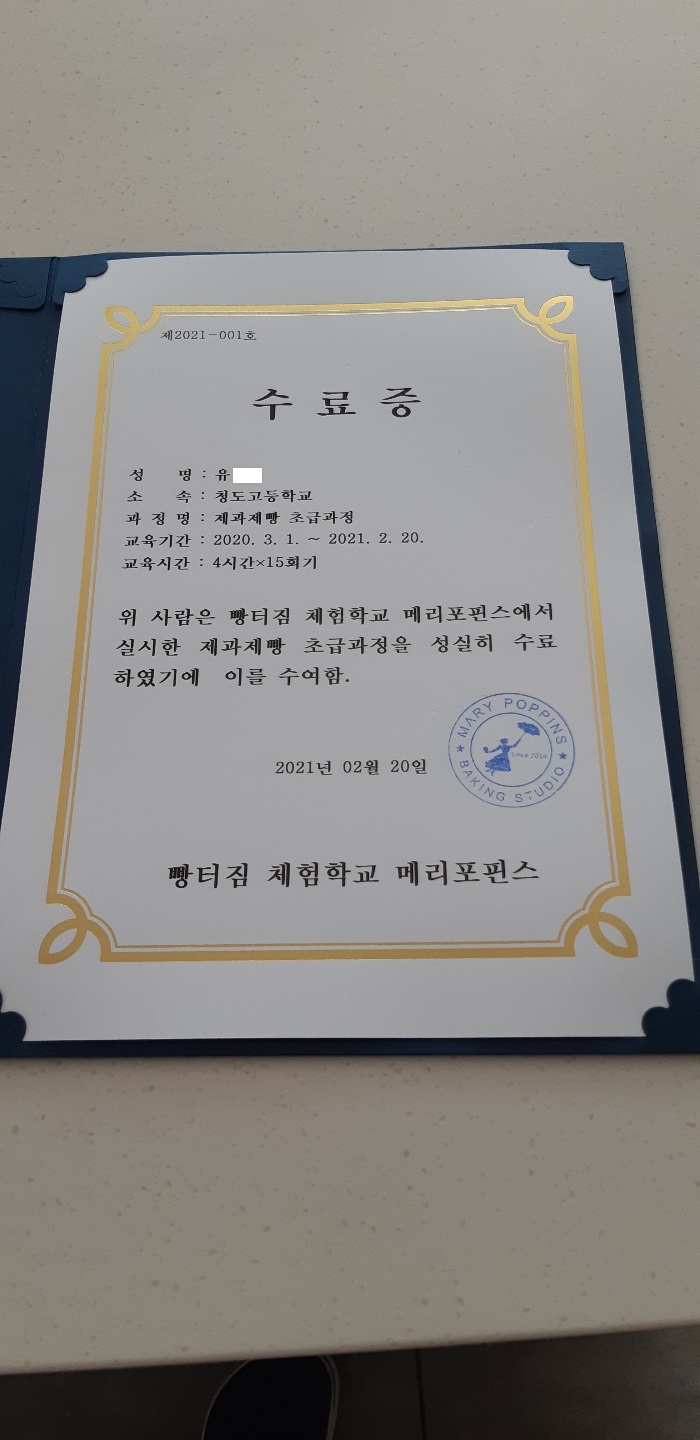 제2021-001호
수 료 증
성 명 : 유
소 속 : 청도고등학교
과 정 명 : 제과제빵 초급과정
교육기간 : 2020. 3. 1. ~ 2021. 2. 20.
교육시간 : 4시간×15회기
위 사람은 빵터짐 체험학교 메리포핀스에서
실시한 제과제빵 초급과정을 성실히 수료
하였기에 이를 수여함.
2021년 02월 20일
MARY POPPINS
Since 2014
BAKING STUDIO
빵터짐 체험학교 메리포핀스